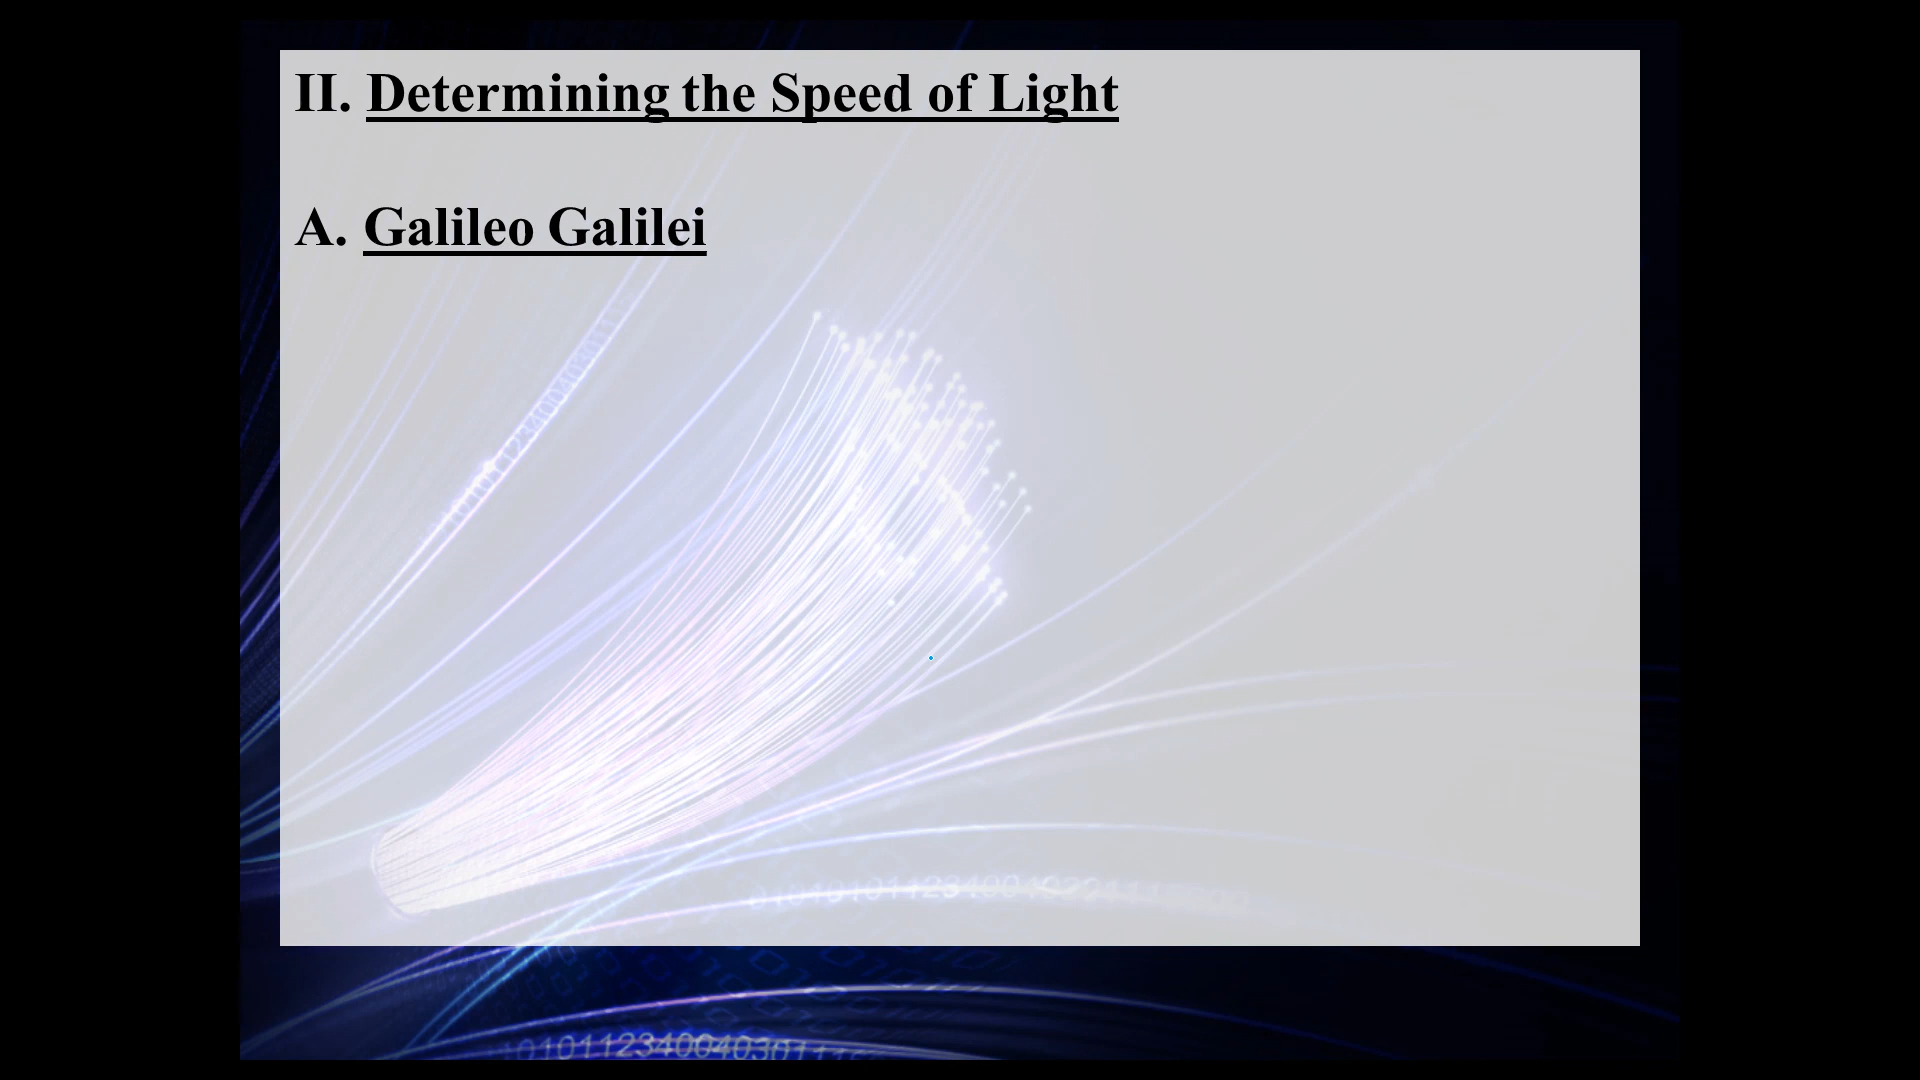 II. Determining the Speed of Light
A. Galileo Galilei